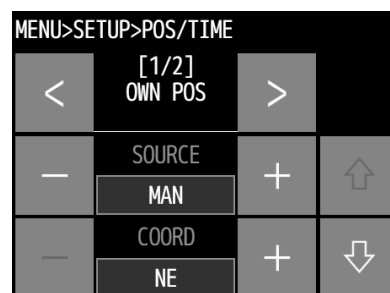 MENU>SETUP>POS/TIME
[1/2]
< OWN POS >
SOURCE
− MAN +
COORD
− NE +